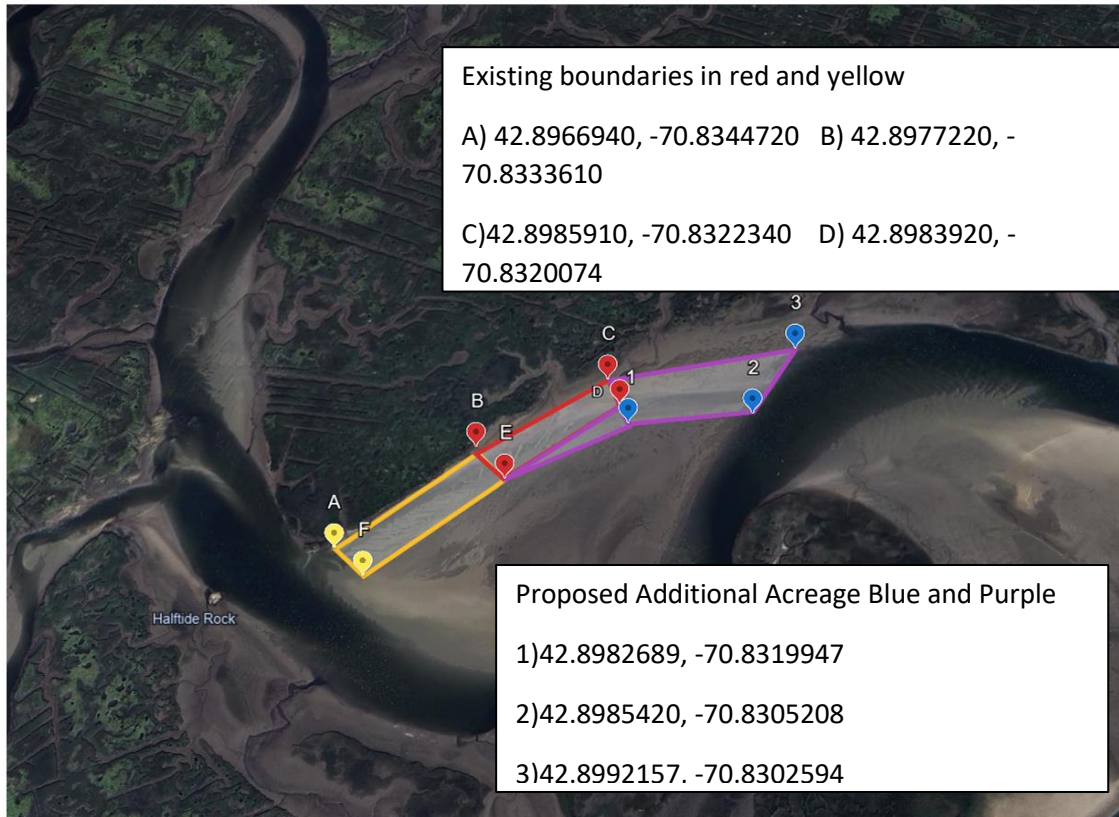 Existing boundaries in red and yellow
A) 42.8966940, -70.8344720 B) 42.8977220, -
70.8333610
C)42.8985910, -70.8322340 D) 42.8983920, -
70.8320074
3
C
2
D 1
B
E
A
F
Halftide Rock
Proposed Additional Acreage Blue and Purple
1)42.8982689, -70.8319947
2)42.8985420, -70.8305208
3)42.8992157, -70.8302594